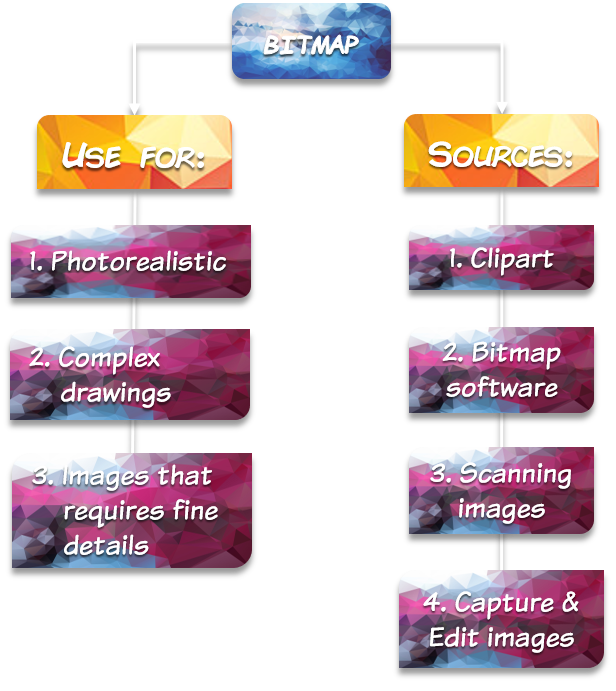 BITMAP
USE FOR:
1. Photorealistic
2. Complex
drawings
3. Images that
requires fine
details
SOURCES:
1. Clipart
2. Bitmap
software
3. Scanning
images
4. Capture &
Edit images